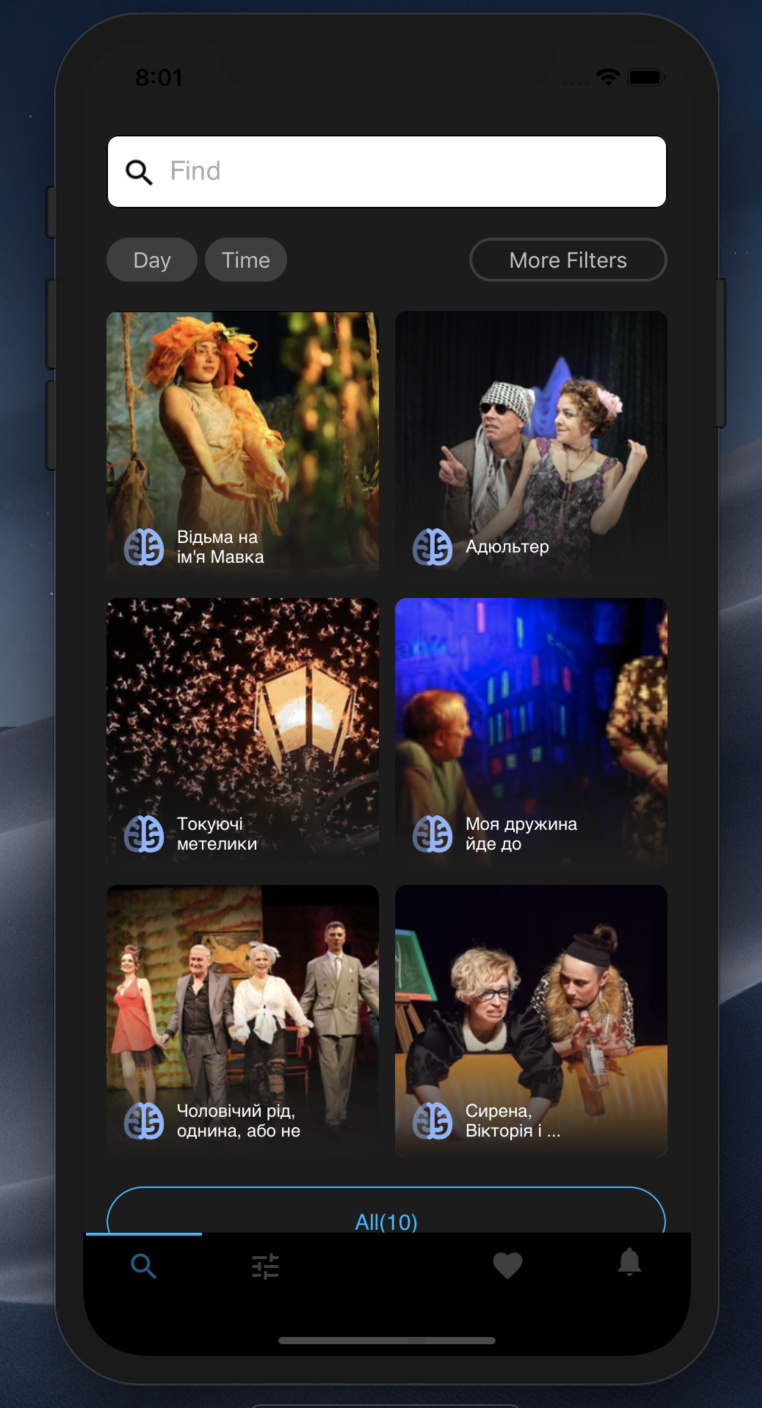 8:01
Find
Day
Time
More Filters
Відьма на
ім'я Мавка
Адюльтер
Токуючі
метелики
Моя дружина
йде до
Чоловічий рід,
однина, або не
Сирена,
Вікторія і ...
All(10)